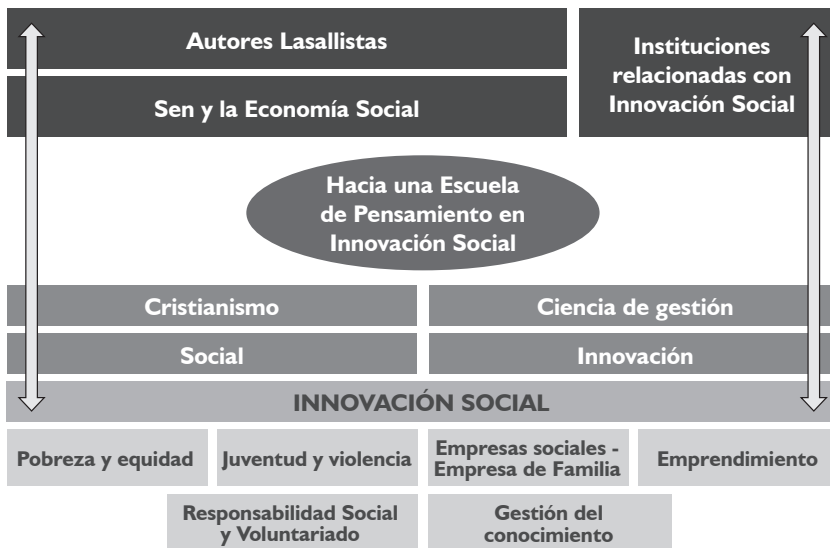 Autores Lasallistas
Sen y la Economía Social
Instituciones
relacionadas con
Innovación Social
Hacia una Escuela
de Pensamiento en
Innovación Social
Cristianismo
Ciencia de gestión
Social
Innovación
INNOVACIÓN SOCIAL
Pobreza y equidad
Juventud y violencia
Empresas sociales -
Empresa de Familia
Emprendimiento
Responsabilidad Social
y Voluntariado
Gestión del
conocimiento